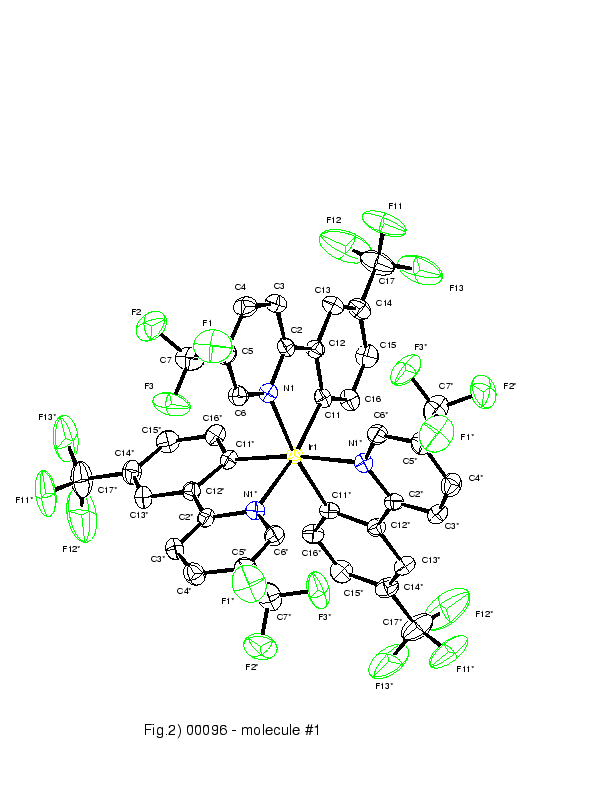 F11
F12
F13
C17
C4
C3
C13
C14
F2
F1
C2
C12
C15
C7
C5
F3"
C7"
F2"
F3
C6
N1
C11
C16
C6"
F1"
F13"
C16"
C15"
C11"
Ir1
N1"
C5"
C14"
C4"
C12"
C2"
F11"
C17"
C13"
N1"
C11"
C2"
C12"
C3"
F12"
C3"
C5'
C6'
C16"
C13"
C4'
C15"
C14"
F1"
C7"
F3"
C17"
F12"
F2'
F13"
F11"
Fig.2) 00096 - molecule #1